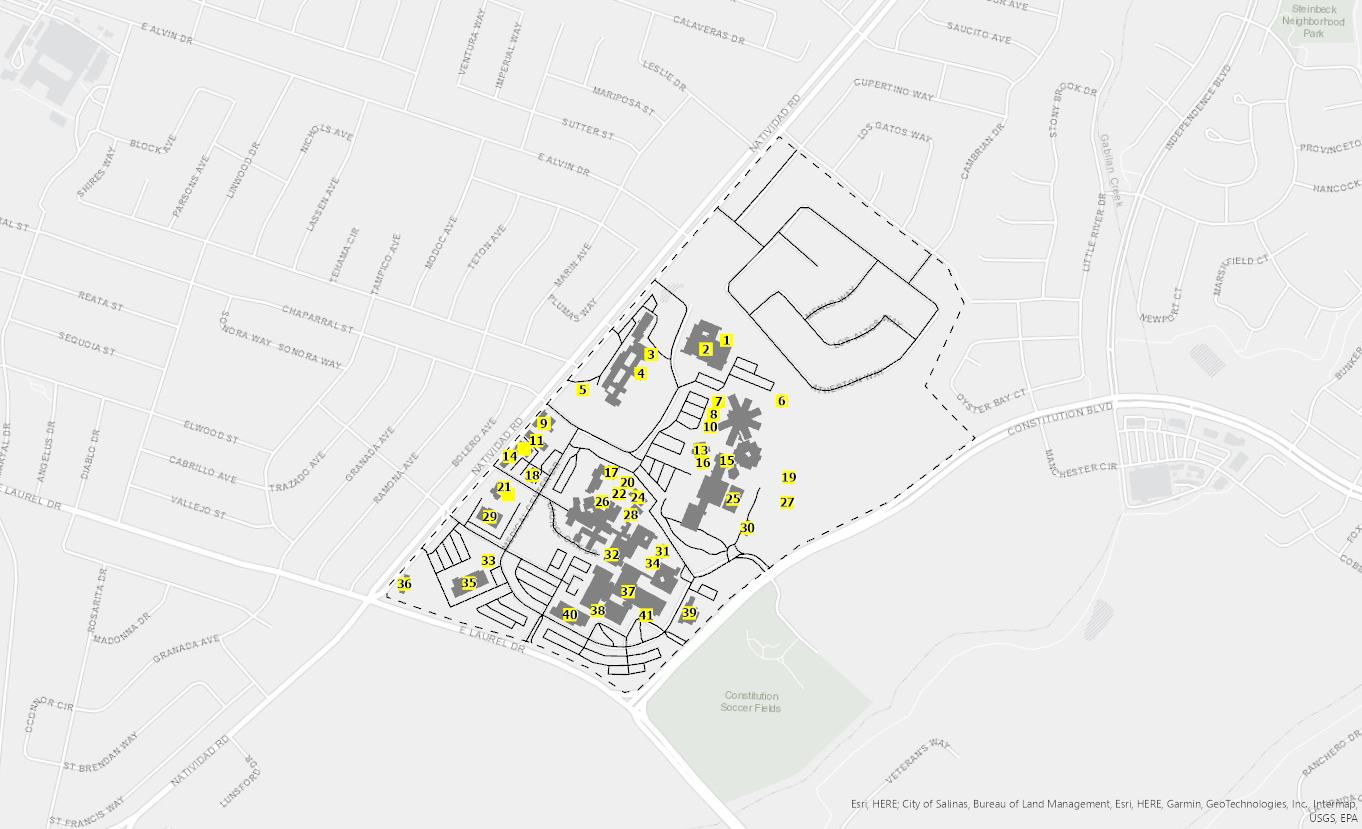 Steinbeck
Neighborhood
Park
CALAVERAS DR
SAUCITO AVE
E ALVIN DR
VENTURA WAY
IMPERIAL WAY
LESLIE DR
MARIPOSA ST
CUPERTINO WAY
STONY BROOK DR
INDEPENDENCE BLVD
NATIVIDAD RD
SUTTER ST
LOS GATOS WAY
CAMBRIAN DR
Gabilan Creek
NICHOLS AVE
BLOCK AVE
SHIRES WAY
PARSONS AVE
LINWOOD DR
E ALVIN DR
HANCOCK
LASSEN AVE
MODOC AVE
TETON AVE
TEHAMA CIR
TAMPICO AVE
MARIN AVE
LITTLE RIVER DR
MARSHFIELD CT
REATA ST
CHAPARRAL ST
PLUMAS WAY
NEWPORT CT
SONORA WAY
SONORA WAY
SEQUOIA ST
LOS ALTOS WAY
1
2
3
4
5
6
7
8
9
10
11
13
14
15
16
17
18
19
20
21
22
24
25
26
27
28
29
30
31
32
33
34
35
36
37
38
39
40
41
OYSTER BAY CT
CONSTITUTION BLVD
ELWOOD ST
BOLERO AVE
NATIVIDAD RD
ANGELUS DR
DIABLO DR
CABRILLO AVE
TRAZADO AVE
GRANADA AVE
RAMONA AVE
MANCHESTER CIR
E LAUREL DR
VALLEJO ST
ROSARITA DR
MADONNA DR
GRANADA AVE
E LAUREL DR
Constitution
Soccer Fields
OCONNOR CIR
ST BRENDAN WAY
NATIVIDAD RD
LUNSFORD DR
ST FRANCIS WAY
VETERANS WAY
RANCHERO DR
Esri, HERE; City of Salinas, Bureau of Land Management, Esri, HERE, Garmin, GeoTechnologies, Inc., Intermap,
USGS, EPA